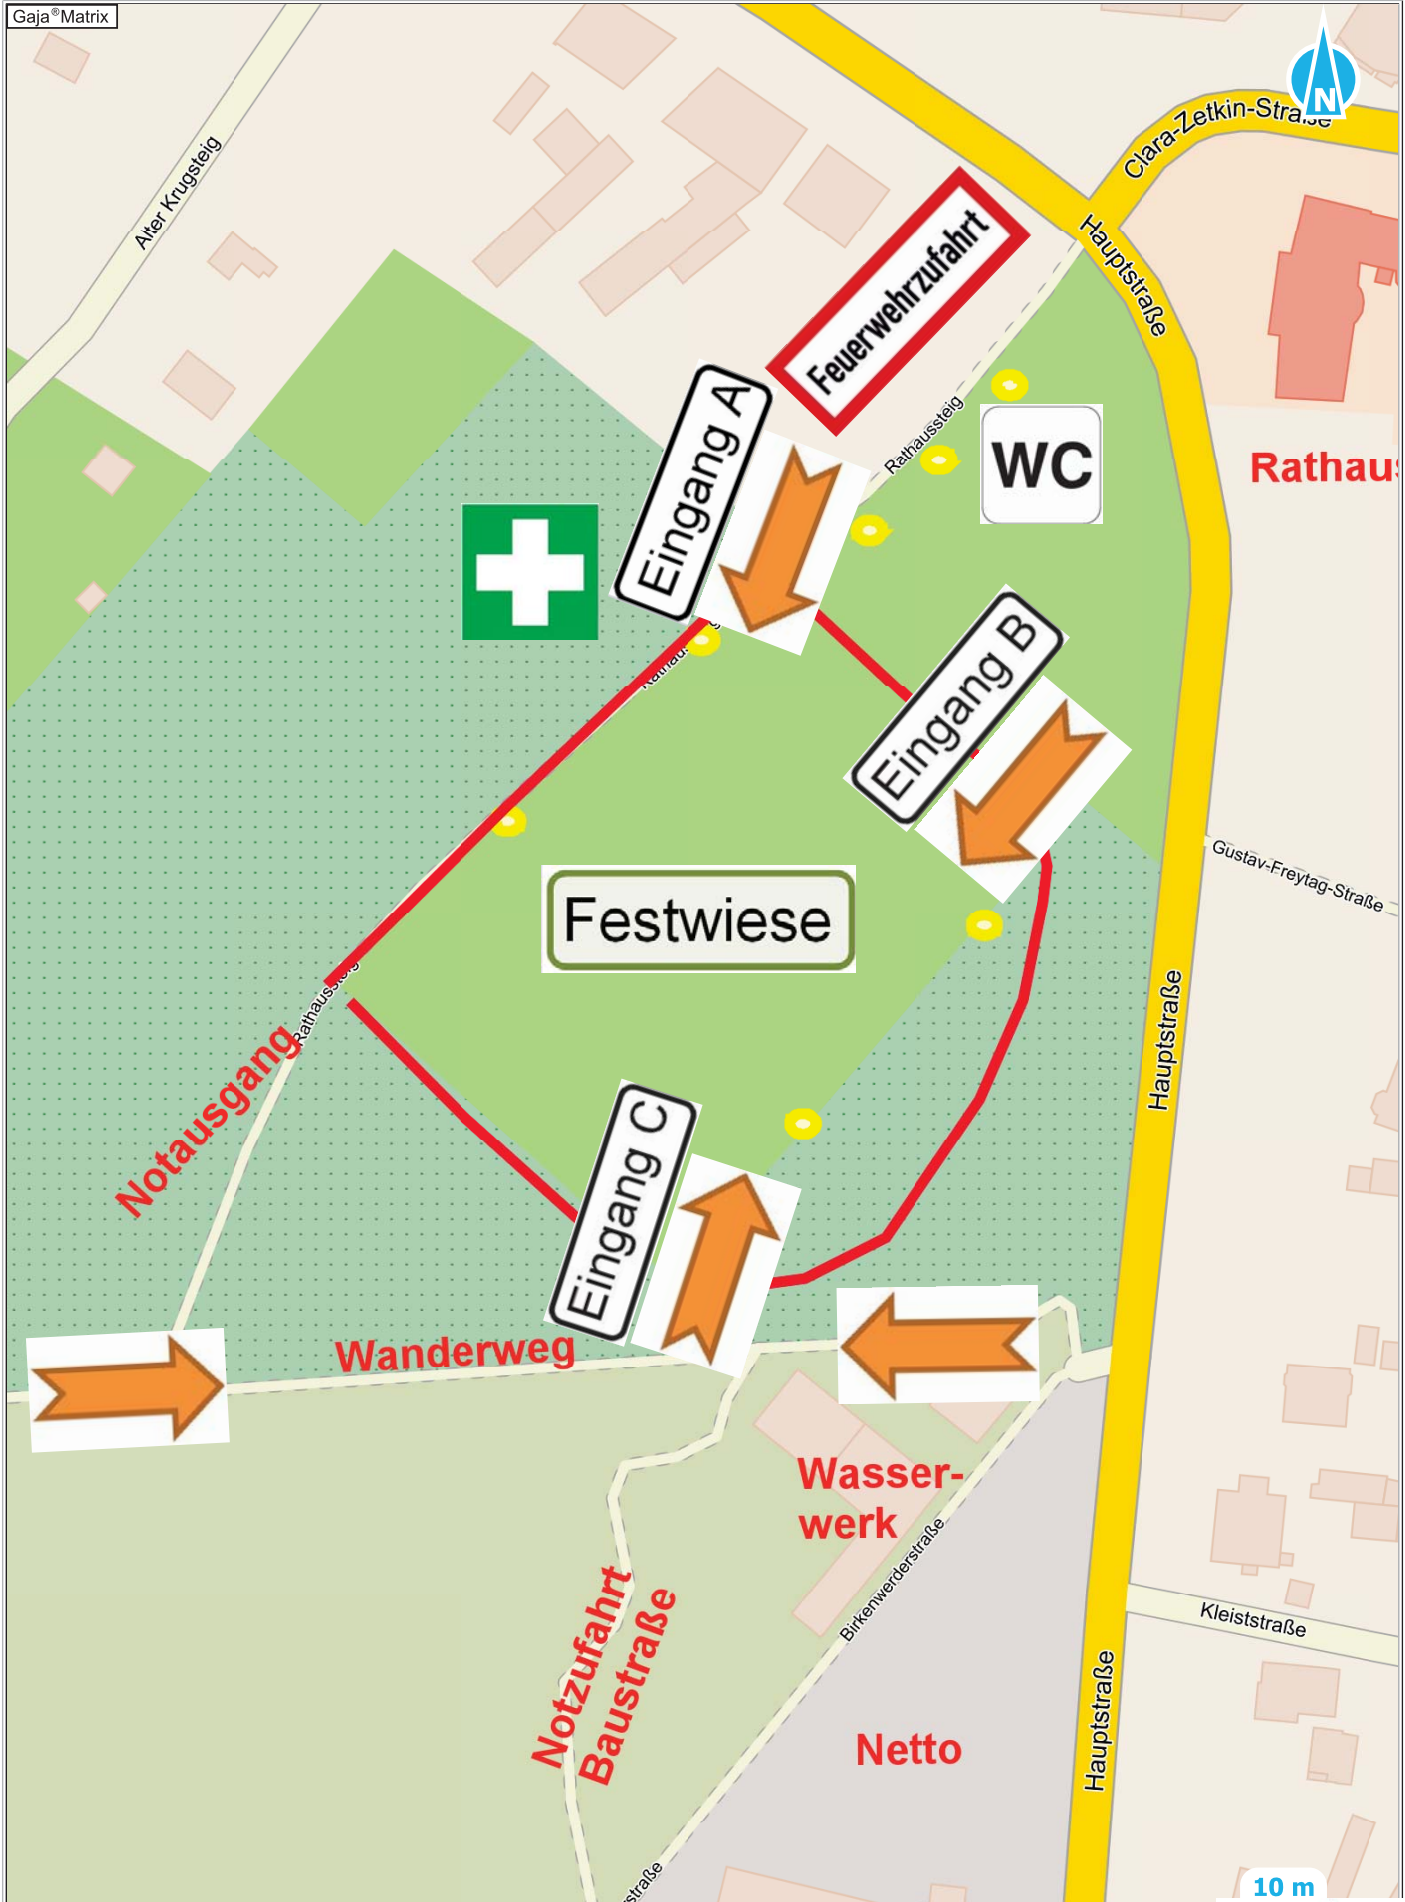 Gaja®Matrix
N
Clara-Zetkin-Straße
Alter Krugsteig
Hauptstraße
Feuerwehrzufahrt
Eingang A
Rathaussteig
WC
Rathaus
Eingang B
Gustav-Freytag-Straße
Festwiese
Rathaussteig
Notausgang
Hauptstraße
Eingang C
Wanderweg
Wasser-
werk
Birkenwerderstraße
Notzufahrt
Baustraße
Kleiststraße
Hauptstraße
Netto
rstraße
10 m